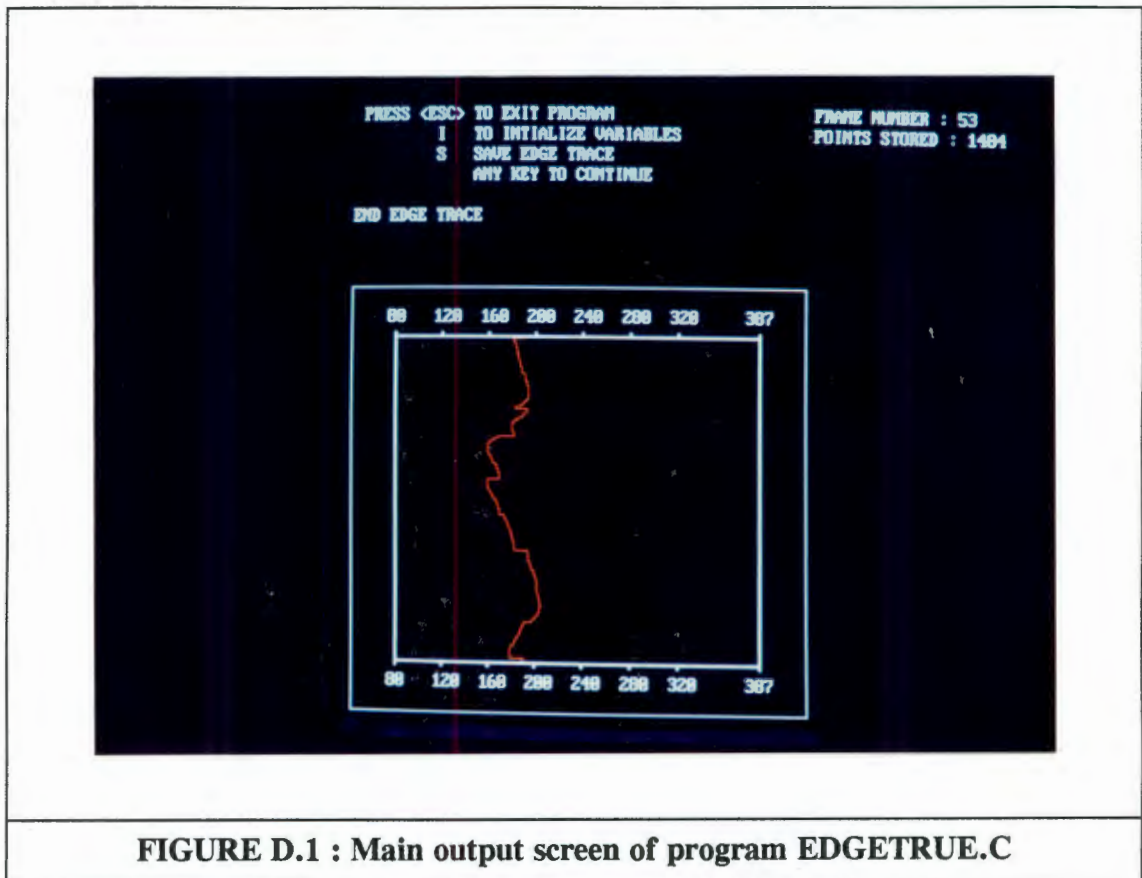 PRESS <ESC> TO EXIT PROGRAM
I TO INTIALIZE VARIABLES
S SAVE EDGE TRACE
ANY KEY TO CONTINUE
FRAME NUMBER : 53
POINTS STORED : 1484
END EDGE TRACE
80 120 160 200 240 280 320 387
80 120 160 200 240 280 320 387
FIGURE D.1 : Main output screen of program EDGETRUE.C